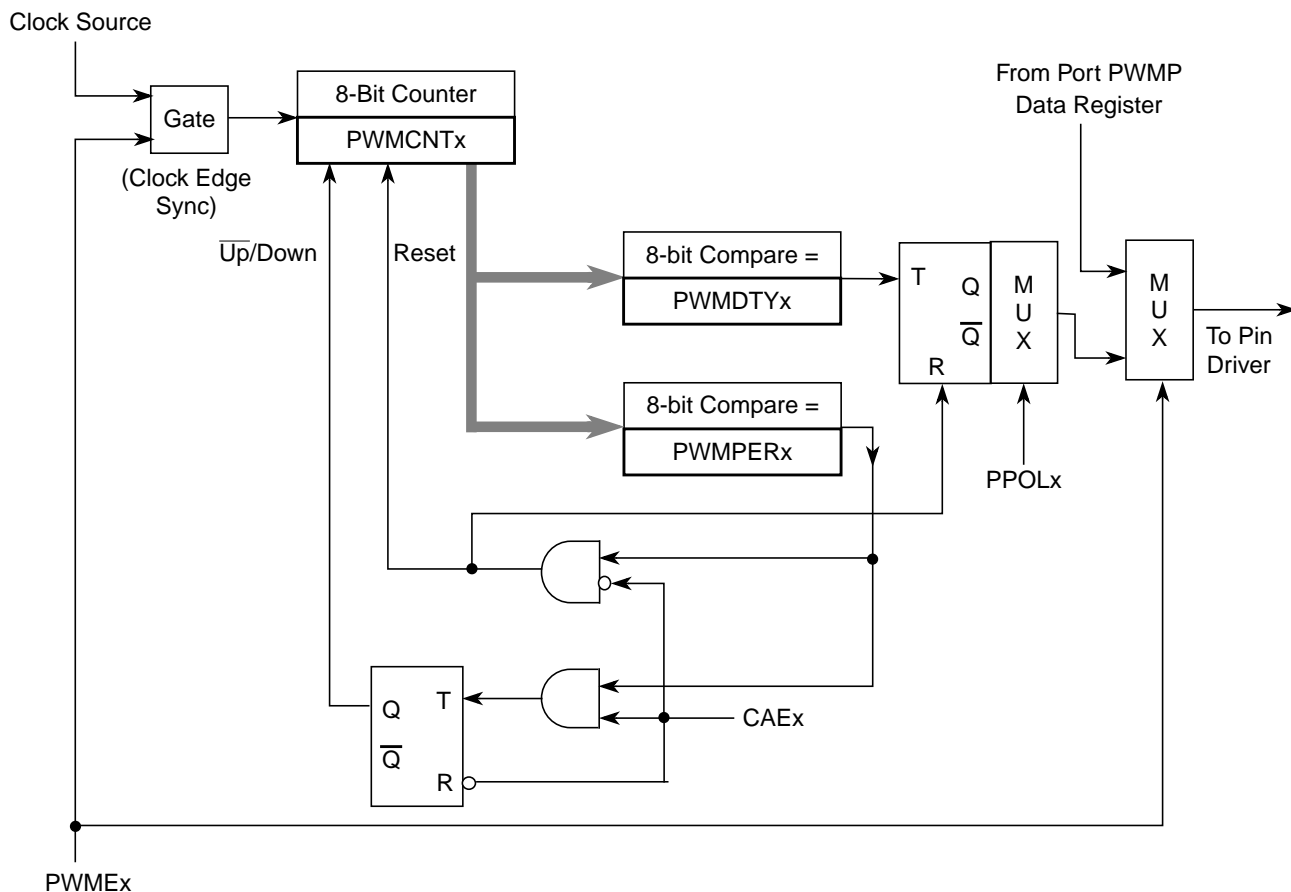 Clock Source
Gate
(Clock Edge
Sync)
8-Bit Counter
PWMCNTx
U̅p̅/Down
Reset
8-bit Compare =
PWMDTYx
8-bit Compare =
PWMPERx
From Port PWMP
Data Register
T
Q
Q̅
R
M
U
X
M
U
X
To Pin
Driver
PPOLx
Q
T
Q̅
R
CAEx
PWMEx